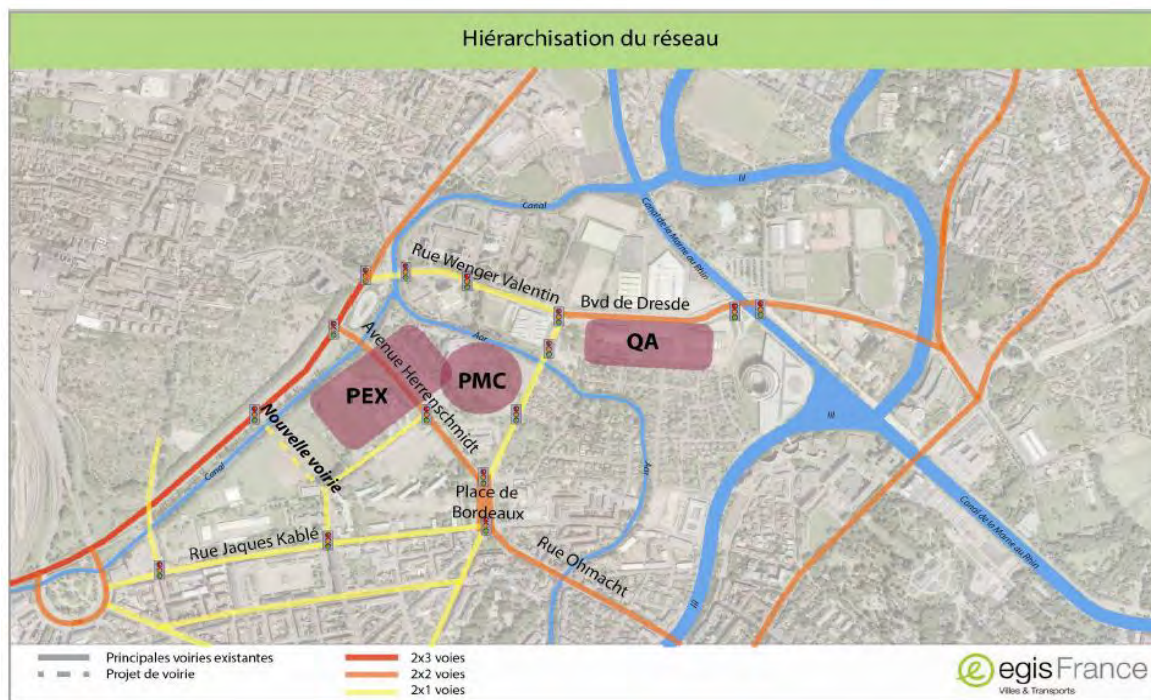 Hiérarchisation du réseau
Ill
Canal
Canal de la Marne au Rhin
Rue Wenger Valentin
Bvd de Dresde
Aar
QA
Avenue Herrenschmidt
PMC
PEX
Ill
Nouvelle voirie
Canal
Aar
Place de
Bordeaux
Canal de la Marne au Rhin
Rue Jaques Kablé
Rue Ohmacht
Ill
Principales voiries existantes
Projet de voirie
2x3 voies
2x2 voies
2x1 voies
egis France
Villes & Transports